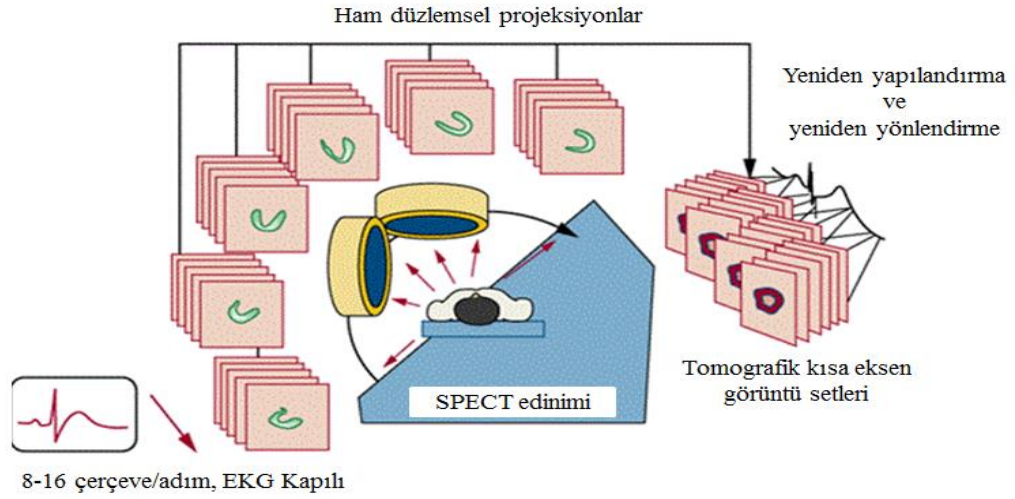 Ham düzlemsel projeksiyonlar
Yeniden yapılandırma
ve
yeniden yönlendirme
SPECT edinimi
Tomografik kısa eksen
görüntü setleri
8-16 çerçeve/adım, EKG Kapılı